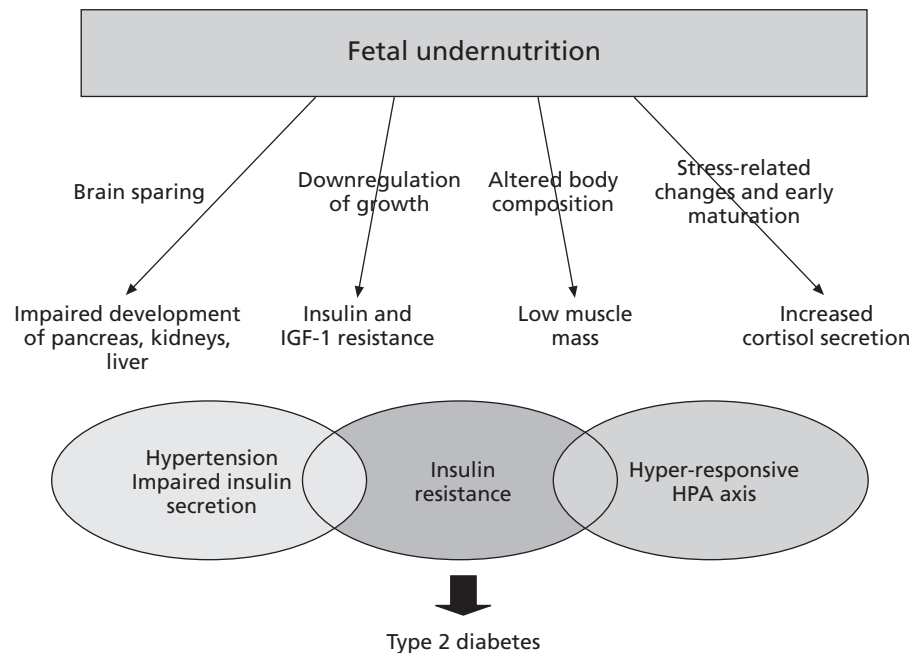 Fetal undernutrition
Brain sparing
Downregulation
of growth
Altered body
composition
Stress-related
changes and early
maturation
Impaired development
of pancreas, kidneys,
liver
Insulin and
IGF-1 resistance
Low muscle
mass
Increased
cortisol secretion
Hypertension
Impaired insulin
secretion
Insulin
resistance
Hyper-responsive
HPA axis
Type 2 diabetes